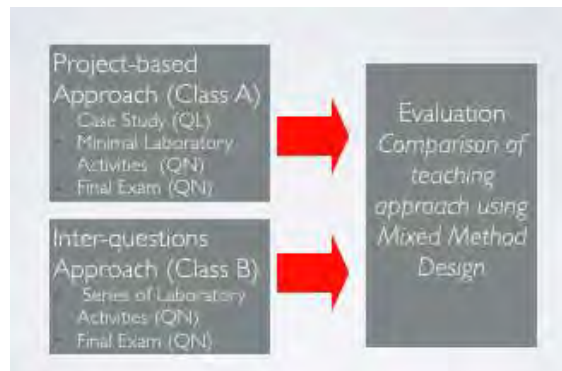 Project-based
Approach (Class A)
- Case Study (QL)
- Minimal Laboratory
Activities (QN)
- Final Exam (QN)
Inter-questions
Approach (Class B)
- Series of Laboratory
Activities (QN)
- Final Exam (QN)
Evaluation
Comparison of
teaching
approach using
Mixed Method
Design